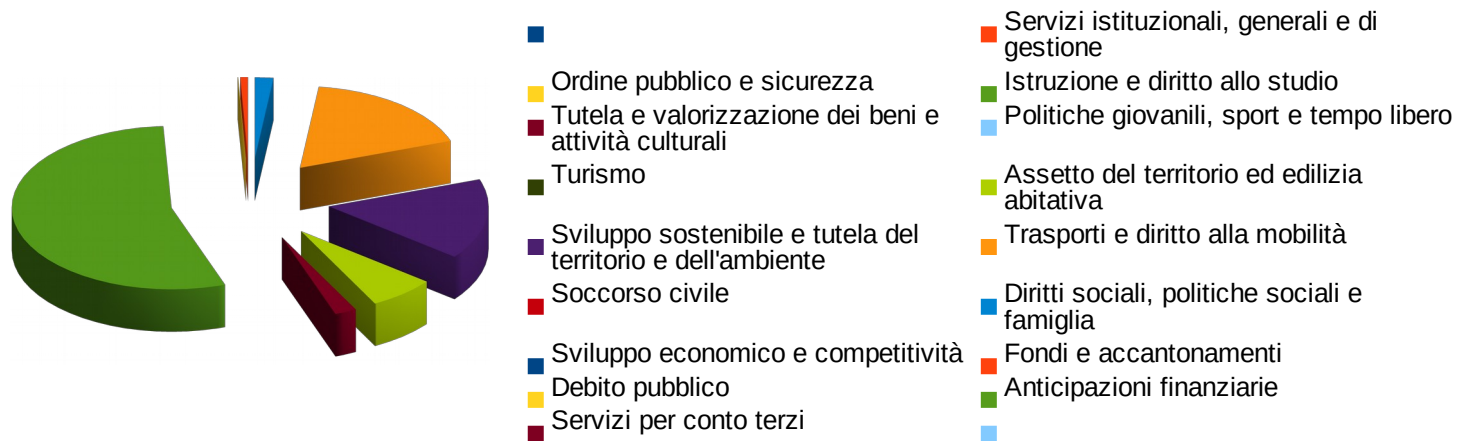 Servizi istituzionali, generali e di
gestione
Ordine pubblico e sicurezza
Istruzione e diritto allo studio
Tutela e valorizzazione dei beni e
attività culturali
Politiche giovanili, sport e tempo libero
Turismo
Assetto del territorio ed edilizia
abitativa
Sviluppo sostenibile e tutela del
territorio e dell'ambiente
Trasporti e diritto alla mobilità
Soccorso civile
Diritti sociali, politiche sociali e
famiglia
Sviluppo economico e competitività
Fondi e accantonamenti
Debito pubblico
Anticipazioni finanziarie
Servizi per conto terzi